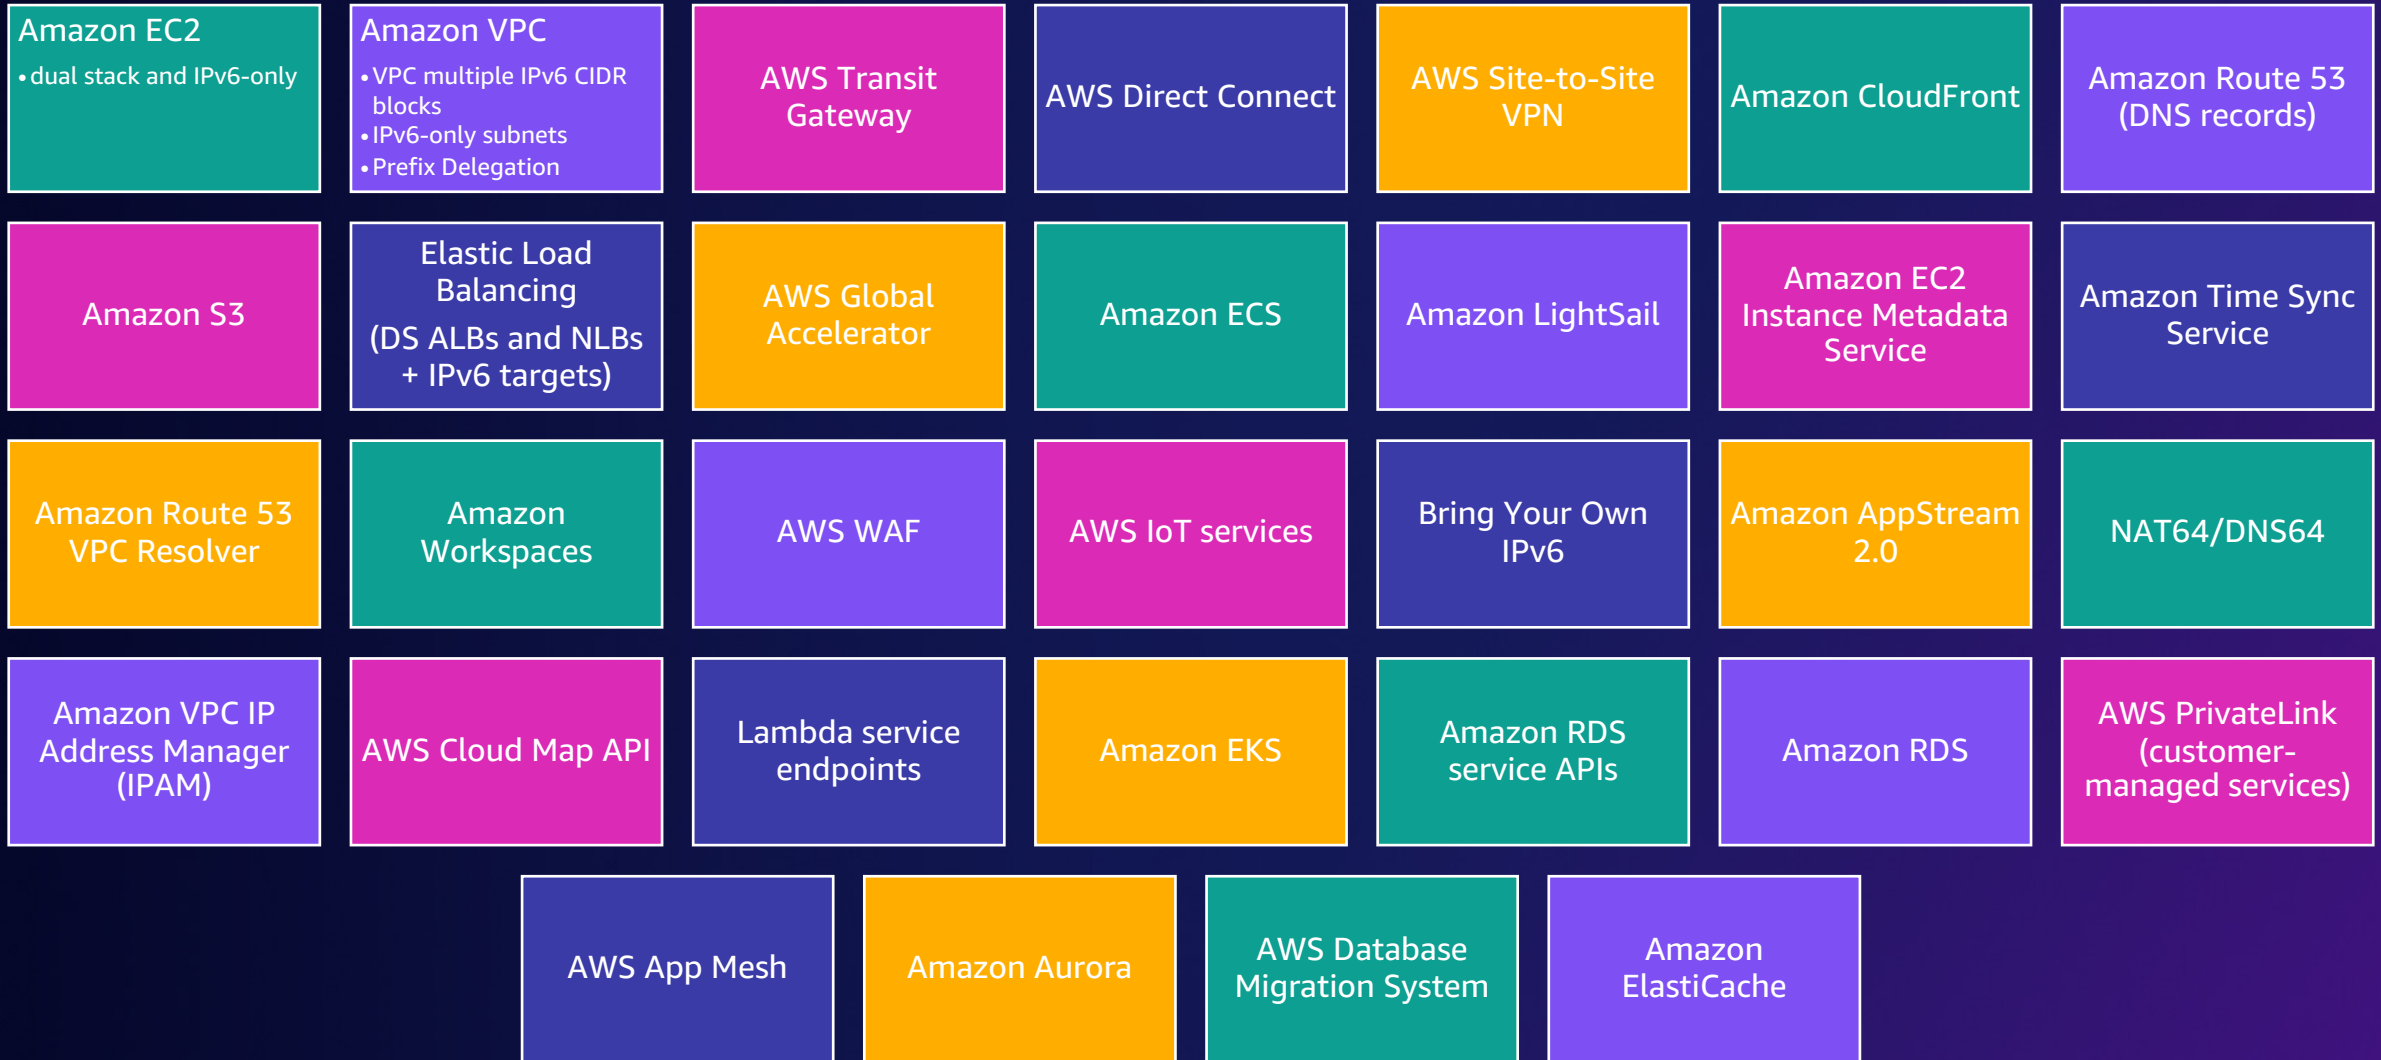 Amazon EC2
• dual stack and IPv6-only
Amazon VPC
• VPC multiple IPv6 CIDR
blocks
• IPv6-only subnets
• Prefix Delegation
AWS Transit
Gateway
AWS Direct Connect
AWS Site-to-Site
VPN
Amazon CloudFront
Amazon Route 53
(DNS records)
Amazon S3
Elastic Load
Balancing
(DS ALBs and NLBs
+ IPv6 targets)
AWS Global
Accelerator
Amazon ECS
Amazon LightSail
Amazon EC2
Instance Metadata
Service
Amazon Time Sync
Service
Amazon Route 53
VPC Resolver
Amazon
Workspaces
AWS WAF
AWS IoT services
Bring Your Own
IPv6
Amazon AppStream
2.0
NAT64/DNS64
Amazon VPC IP
Address Manager
(IPAM)
AWS Cloud Map API
Lambda service
endpoints
Amazon EKS
Amazon RDS
service APIs
Amazon RDS
AWS PrivateLink
(customer-
managed services)
AWS App Mesh
Amazon Aurora
AWS Database
Migration System
Amazon
ElastiCache